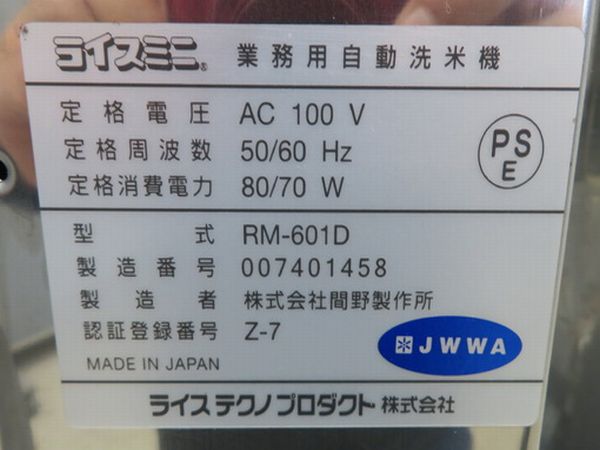 ライスミニ® 業務用自動洗米機
定格電圧 AC 100 V
定格周波数 50/60 Hz
定格消費電力 80/70 W
PS
E
型式 RM-601D
製造番号 007401458
製造者 株式会社間野製作所
認証登録番号 Z-7
JWWA
MADE IN JAPAN
ライステクノプロダクト株式会社